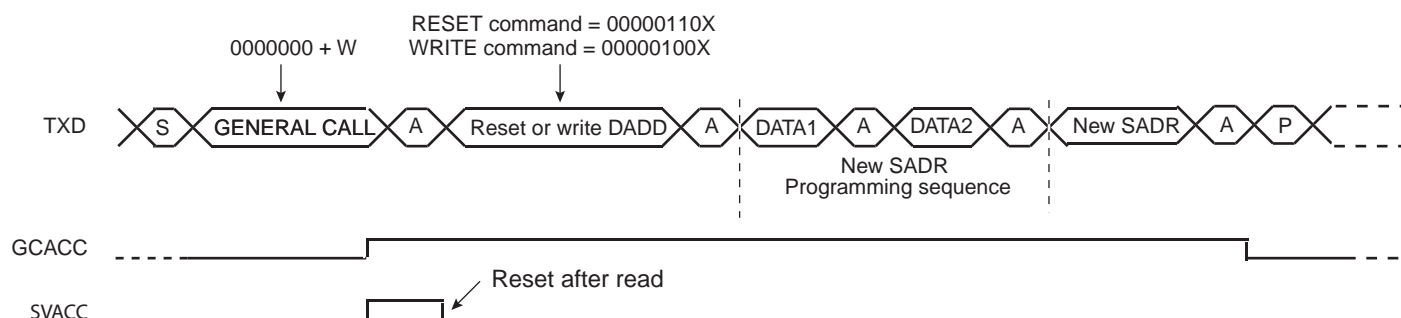 RESET command = 00000110X
0000000 + W
WRITE command = 00000100X
TXD
S
GENERAL CALL
A
Reset or write DADD
A
DATA1
A
DATA2
A
New SADR
A
P
New SADR
Programming sequence
GCACC
Reset after read
SVACC